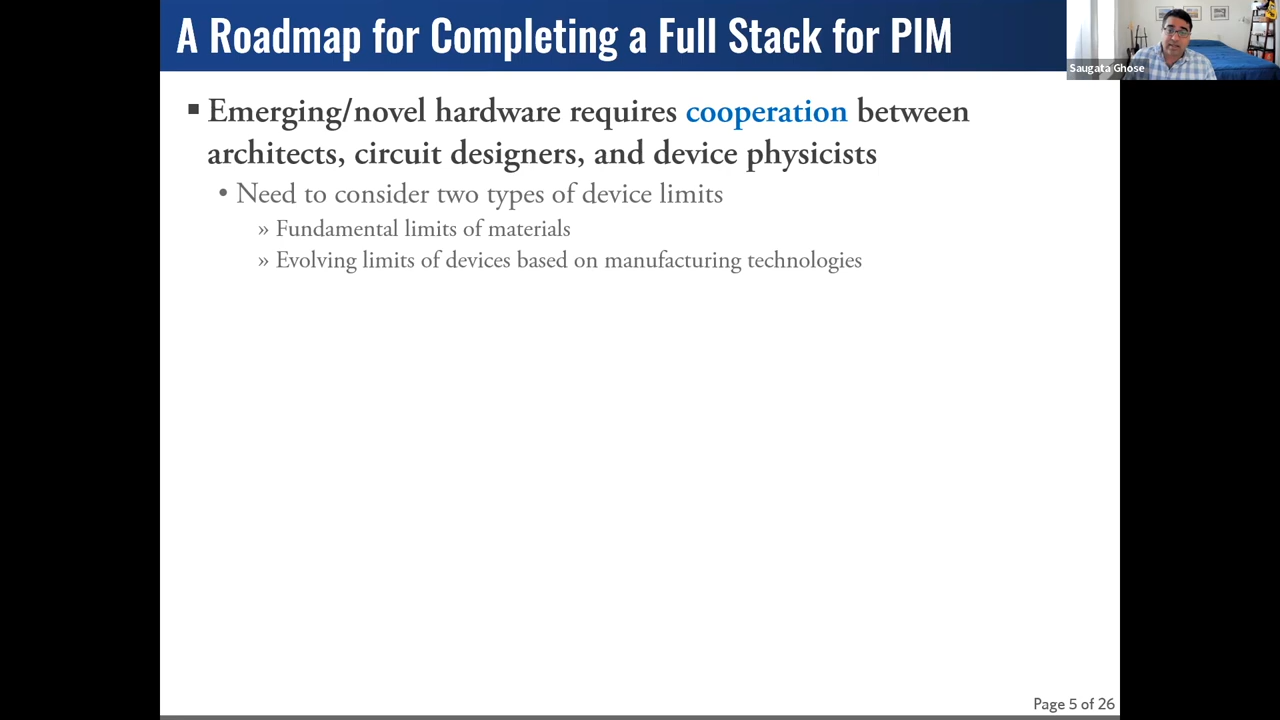 A Roadmap for Completing a Full Stack for PIM
Saugata Ghose
▪ Emerging/novel hardware requires cooperation between
architects, circuit designers, and device physicists
• Need to consider two types of device limits
» Fundamental limits of materials
» Evolving limits of devices based on manufacturing technologies
Page 5 of 26